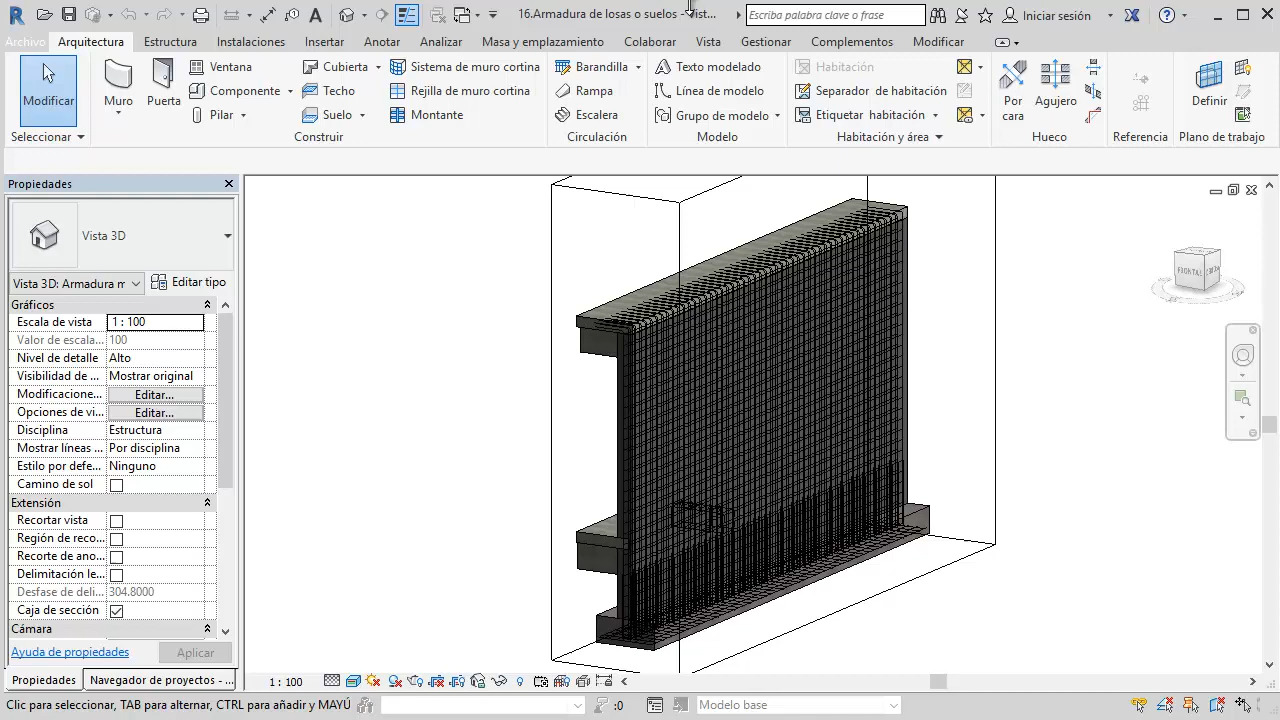 16.Armadura de losas o suelos - Vist...
Escriba palabra clave o frase
Iniciar sesión
Archivo Arquitectura Estructura Instalaciones Insertar Anotar Analizar Masa y emplazamiento Colaborar Vista Gestionar Complementos Modificar
Modificar
Seleccionar
Muro
Puerta
Ventana
Componente
Pilar
Cubierta
Techo
Suelo
Sistema de muro cortina
Rejilla de muro cortina
Montante
Construir
Barandilla
Rampa
Escalera
Circulación
Texto modelado
Línea de modelo
Grupo de modelo
Modelo
Habitación
Separador de habitación
Etiquetar habitación
Habitación y área
Por
cara
Agujero
Hueco
Referencia
Definir
Plano de trabajo
Propiedades
Vista 3D
Vista 3D: Armadura m
Editar tipo
Gráficos
Escala de vista 1 : 100
Valor de escala... 100
Nivel de detalle Alto
Visibilidad de ... Mostrar original
Modificacione... Editar...
Opciones de vi... Editar...
Disciplina Estructura
Mostrar líneas ... Por disciplina
Estilo por defe... Ninguno
Camino de sol
Extensión
Recortar vista
Región de reco...
Recorte de ano...
Delimitación le...
Desfase de deli... 304.8000
Caja de sección
Cámara
Ayuda de propiedades
Aplicar
Propiedades
Navegador de proyectos - ...
FRONTAL
1 : 100
Clic para seleccionar, TAB para alternar, CTRL para añadir y MAYÚ
:0
Modelo base